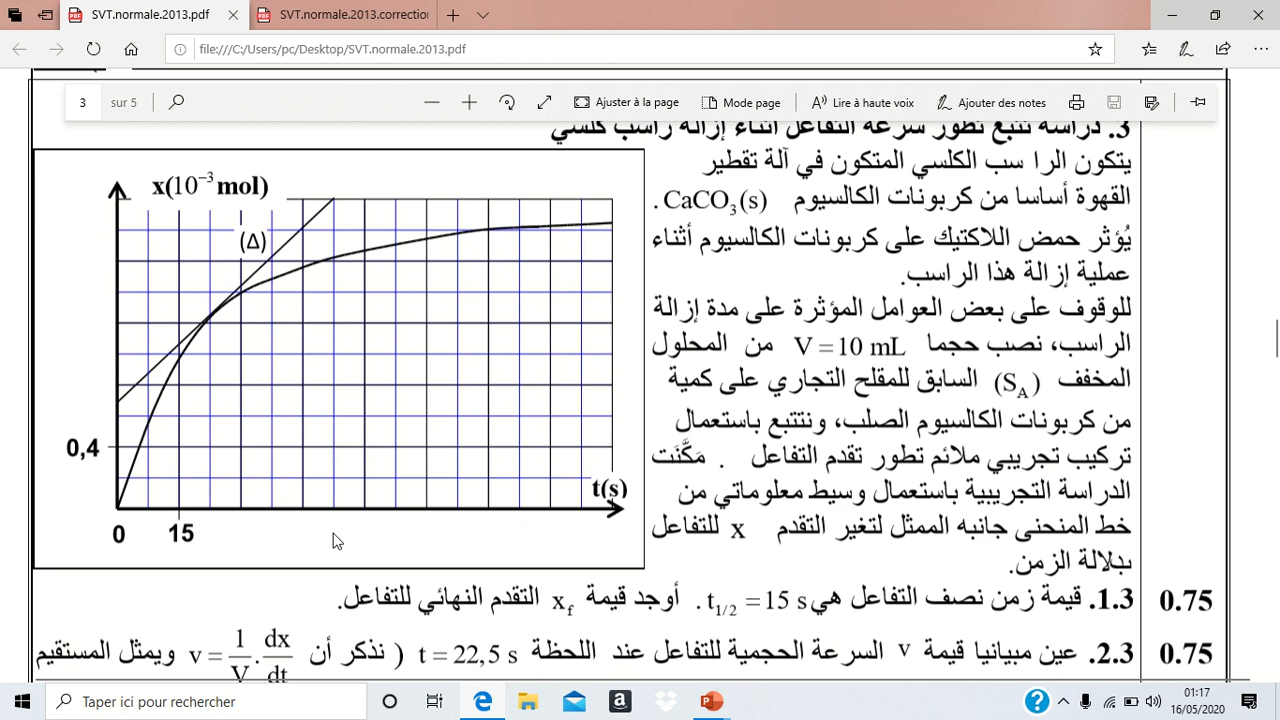 SVT.normale.2013.pdf
SVT.normale.2013.correction
file:///C:/Users/pc/Desktop/SVT.normale.2013.pdf
3 sur 5
Ajuster à la page
Mode page
Lire à haute voix
Ajouter des notes
3. دراسة تتبع تطور سرعة التفاعل أثناء إزالة راسب كلسي
يتكون الرا سب الكلسي المتكون في آلة تقطير
القهوة أساسا من كربونات الكالسيوم CaCO₃(s) .
يُؤثر حمض اللاكتيك على كربونات الكالسيوم أثناء
عملية إزالة هذا الراسب.
للوقوف على بعض العوامل المؤثرة على مدة إزالة
الراسب، نصب حجما V = 10 mL من المحلول
المخفف (S_A) السابق للمقلح التجاري على كمية
من كربونات الكالسيوم الصلب، ونتتبع باستعمال
تركيب تجريبي ملائم تطور تقدم التفاعل . مَكَّنَت
الدراسة التجريبية باستعمال وسيط معلوماتي من
خط المنحنى جانبه الممثل لتغير التقدم x للتفاعل
بدلالة الزمن.
x(10⁻³ mol)
(Δ)
0,4
t(s)
0
15
0.75
1.3. قيمة زمن نصف التفاعل هي t₁/₂ = 15 s . أوجد قيمة x_f التقدم النهائي للتفاعل.
0.75
2.3. عين مبيانيا قيمة v السرعة الحجمية للتفاعل عند اللحظة t = 22,5 s ( نذكر أن v = 1/V . dx/dt ويمثل المستقيم
Taper ici pour rechercher
01:17
16/05/2020